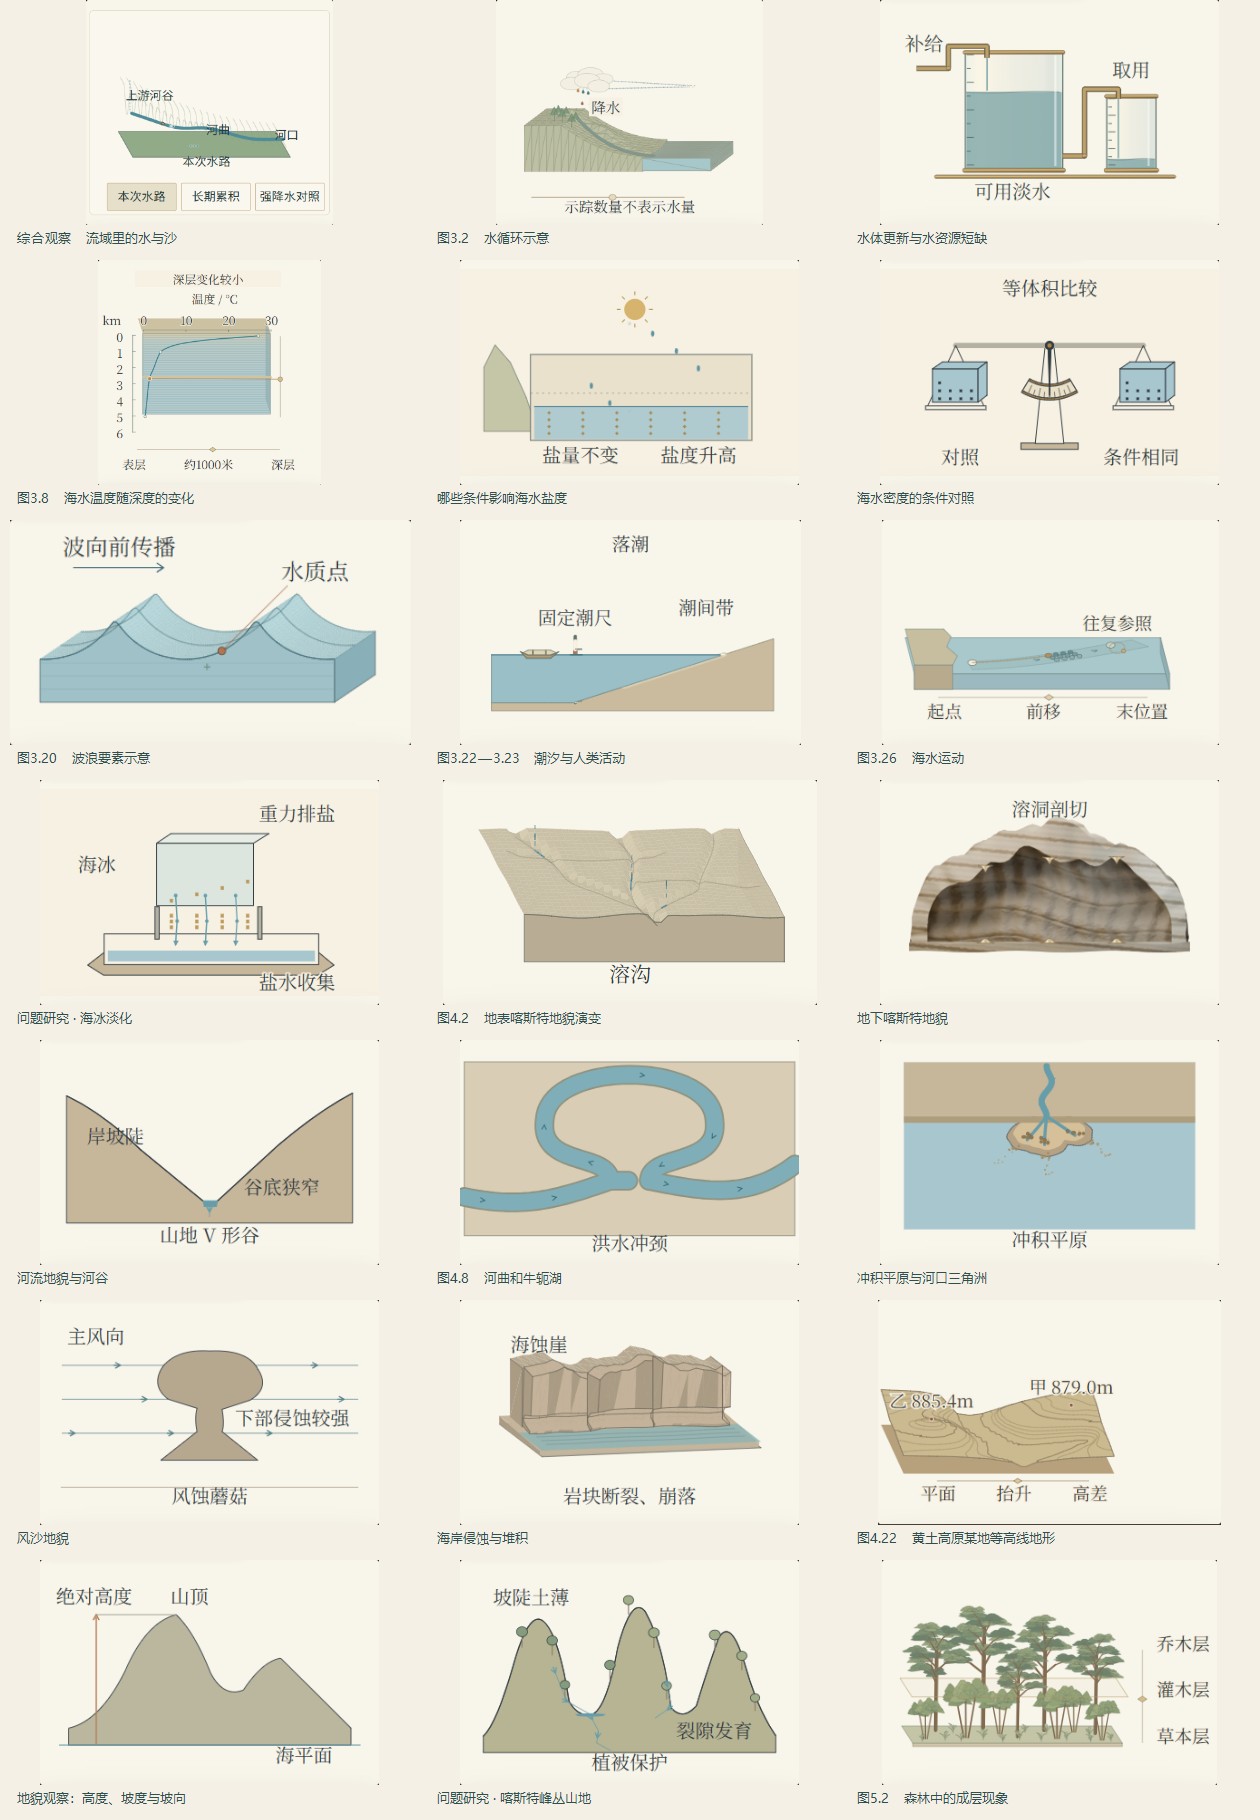 上游河谷
河曲
河口
本次水路
本次水路 长期累积 强降水对照
综合观察 流域里的水与沙
降水
示踪数量不表示水量
图3.2 水循环示意
补给
取用
可用淡水
水体更新与水资源短缺
深层变化较小
温度 / °C
km 0 10 20 30
0
1
2
3
4
5
6
表层 约1000米 深层
图3.8 海水温度随深度的变化
盐量不变 盐度升高
哪些条件影响海水盐度
等体积比较
对照 条件相同
海水密度的条件对照
波向前传播
水质点
图3.20 波浪要素示意
落潮
固定潮尺
潮间带
图3.22—3.23 潮汐与人类活动
往复参照
起点 前移 末位置
图3.26 海水运动
重力排盐
海冰
盐水收集
问题研究 · 海冰淡化
溶沟
图4.2 地表喀斯特地貌演变
溶洞剖切
地下喀斯特地貌
岸坡陡
谷底狭窄
山地 V 形谷
河流地貌与河谷
洪水冲颈
图4.8 河曲和牛轭湖
冲积平原
冲积平原与河口三角洲
主风向
下部侵蚀较强
风蚀蘑菇
风沙地貌
海蚀崖
岩块断裂、崩落
海岸侵蚀与堆积
甲 879.0m
乙 885.4m
平面 抬升 高差
图4.22 黄土高原某地等高线地形
绝对高度 山顶
海平面
地貌观察：高度、坡度与坡向
坡陡土薄
裂隙发育
植被保护
问题研究 · 喀斯特峰丛山地
乔木层
灌木层
草本层
图5.2 森林中的成层现象